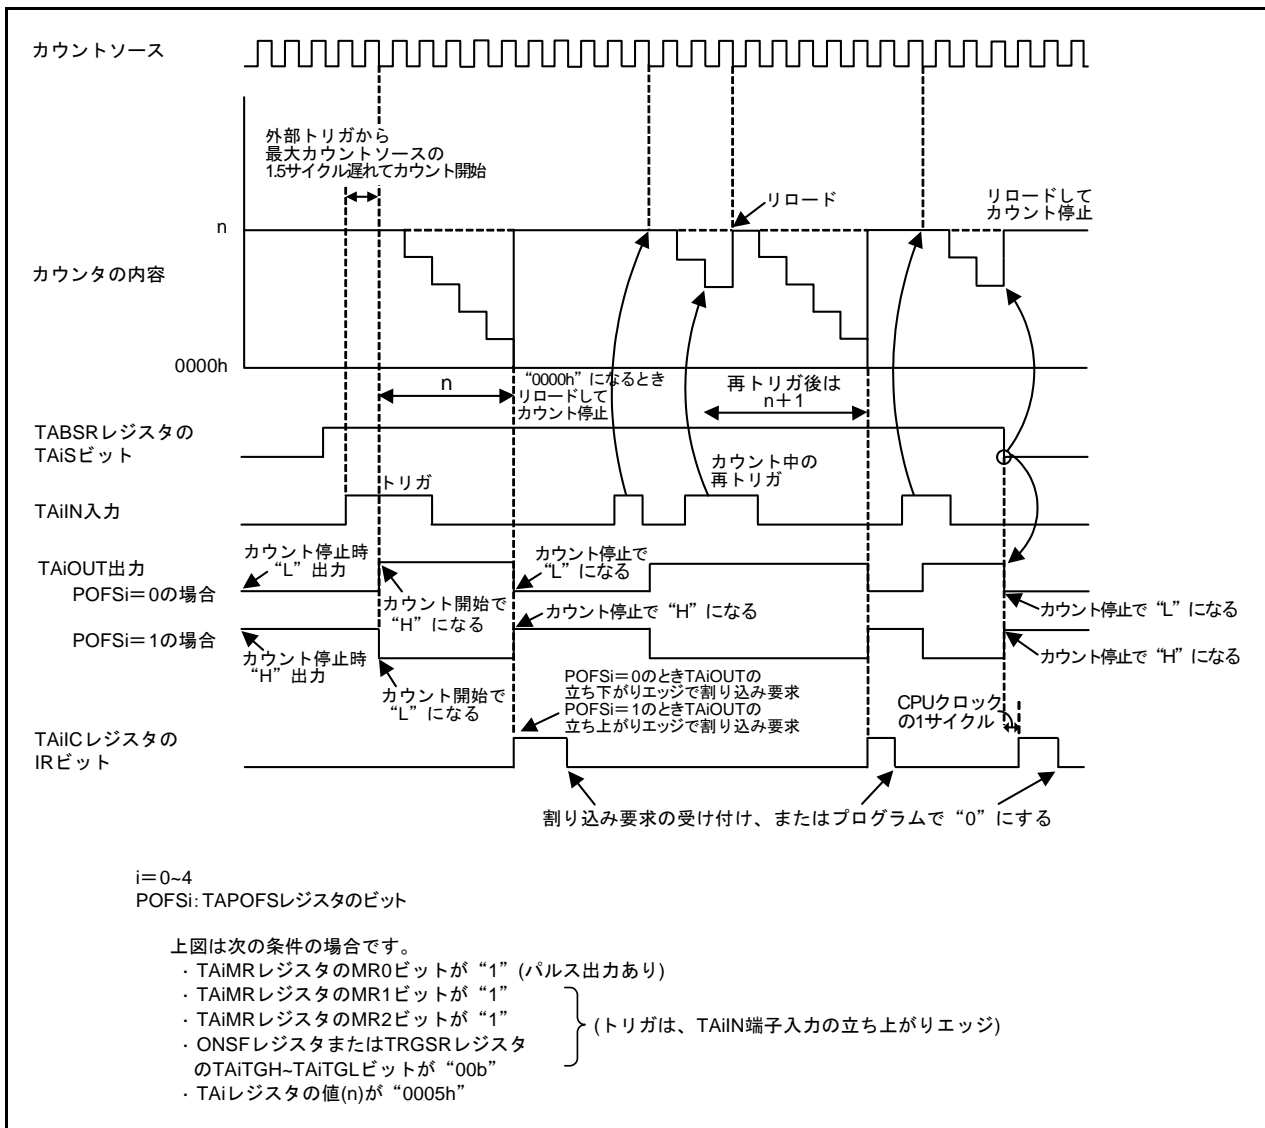 カウントソース
外部トリガから
最大カウントソースの
1.5サイクル遅れてカウント開始
リロード
リロードして
カウント停止
n
カウンタの内容
0000h
n
“0000h”になるとき
リロードして
カウント停止
再トリガ後は
n＋1
TABSRレジスタの
TAiSビット
カウント中の
再トリガ
トリガ
TAiIN入力
TAiOUT出力
POFSi＝0の場合
カウント停止時
“L”出力
カウント開始で
“H”になる
カウント停止で
“L”になる
カウント停止で“L”になる
POFSi＝1の場合
カウント停止時
“H”出力
カウント開始で
“L”になる
カウント停止で“H”になる
カウント停止で“H”になる
POFSi＝0のときTAiOUTの
立ち下がりエッジで割り込み要求
POFSi＝1のときTAiOUTの
立ち上がりエッジで割り込み要求
CPUクロック
の1サイクル
TAiICレジスタの
IRビット
割り込み要求の受け付け、またはプログラムで“0”にする
i＝0~4
POFSi: TAPOFSレジスタのビット
上図は次の条件の場合です。
・TAiMRレジスタのMR0ビットが“1”(パルス出力あり)
・TAiMRレジスタのMR1ビットが“1”
・TAiMRレジスタのMR2ビットが“1”
・ONSFレジスタまたはTRGSRレジスタ
のTAiTGH~TAiTGLビットが“00b”
(トリガは、TAiIN端子入力の立ち上がりエッジ)
・TAiレジスタの値(n)が“0005h”